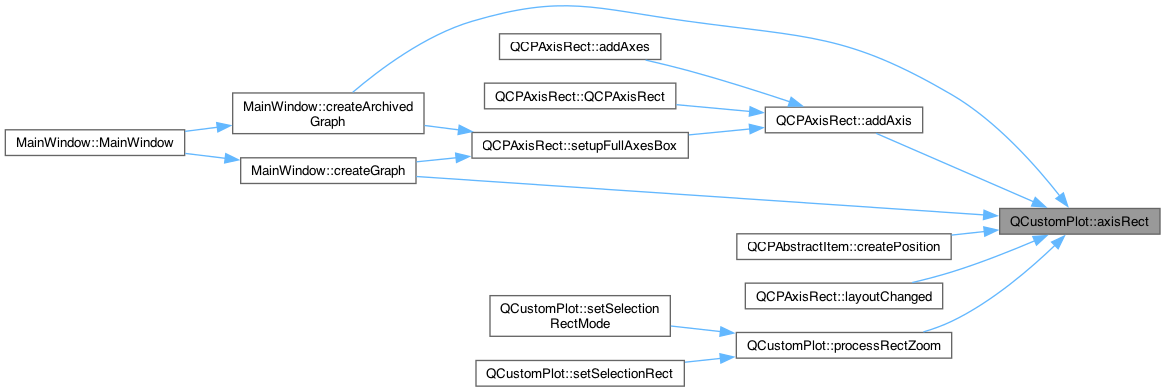 QCPAxisRect::addAxes
QCPAxisRect::QCPAxisRect
MainWindow::createArchived
Graph
QCPAxisRect::addAxis
MainWindow::MainWindow
QCPAxisRect::setupFullAxesBox
MainWindow::createGraph
QCustomPlot::axisRect
QCPAbstractItem::createPosition
QCPAxisRect::layoutChanged
QCustomPlot::setSelection
RectMode
QCustomPlot::processRectZoom
QCustomPlot::setSelectionRect